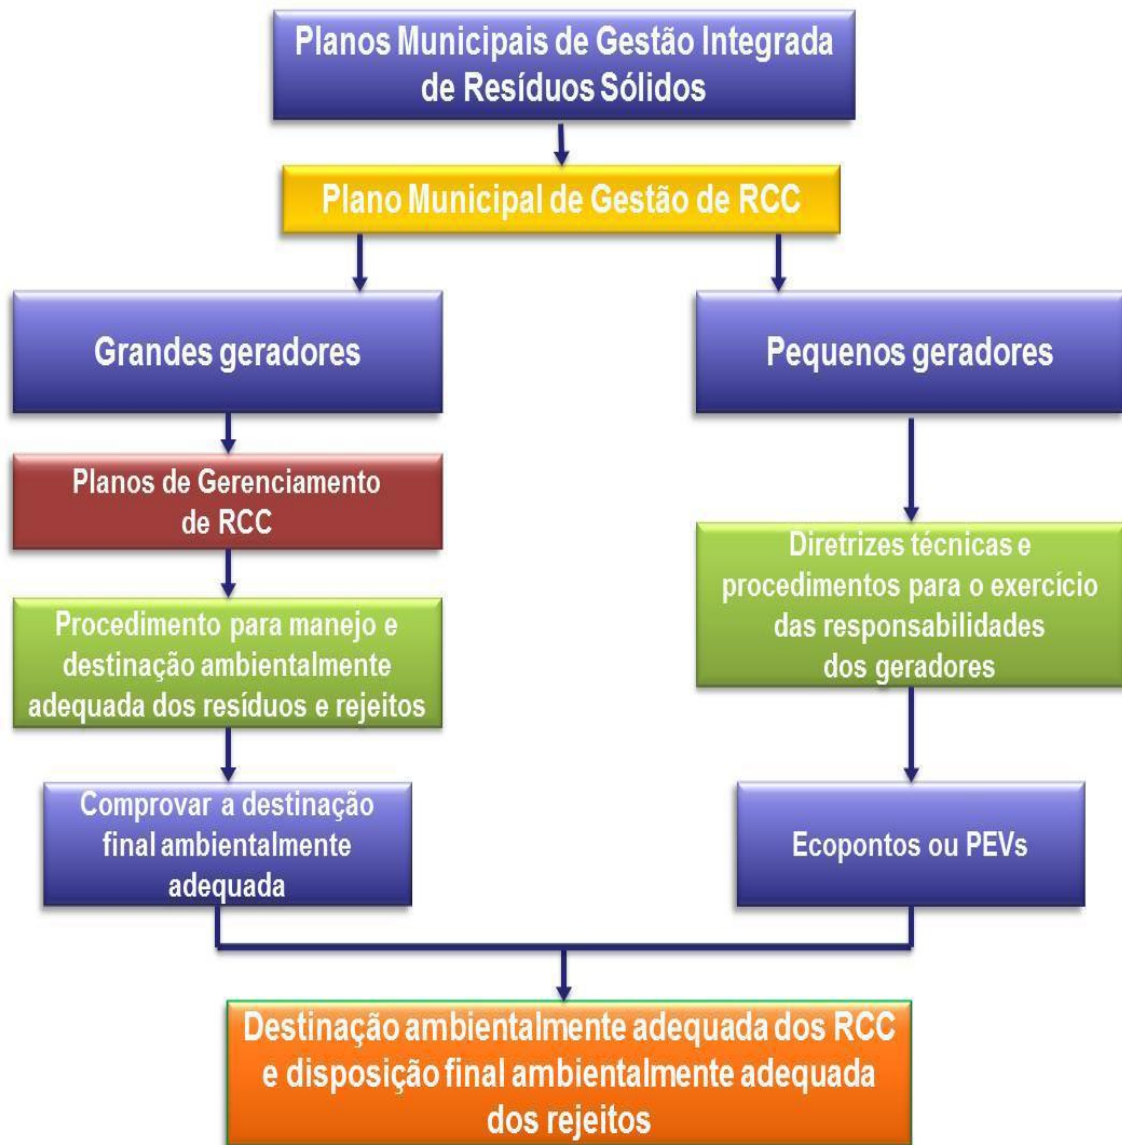 Planos Municipais de Gestão Integrada
de Resíduos Sólidos
Plano Municipal de Gestão de RCC
Grandes geradores
Pequenos geradores
Planos de Gerenciamento
de RCC
Diretrizes técnicas e
procedimentos para o exercício
das responsabilidades
dos geradores
Procedimento para manejo e
destinação ambientalmente
adequada dos resíduos e rejeitos
Comprovar a destinação
final ambientalmente
adequada
Ecopontos ou PEVs
Destinação ambientalmente adequada dos RCC
e disposição final ambientalmente adequada
dos rejeitos